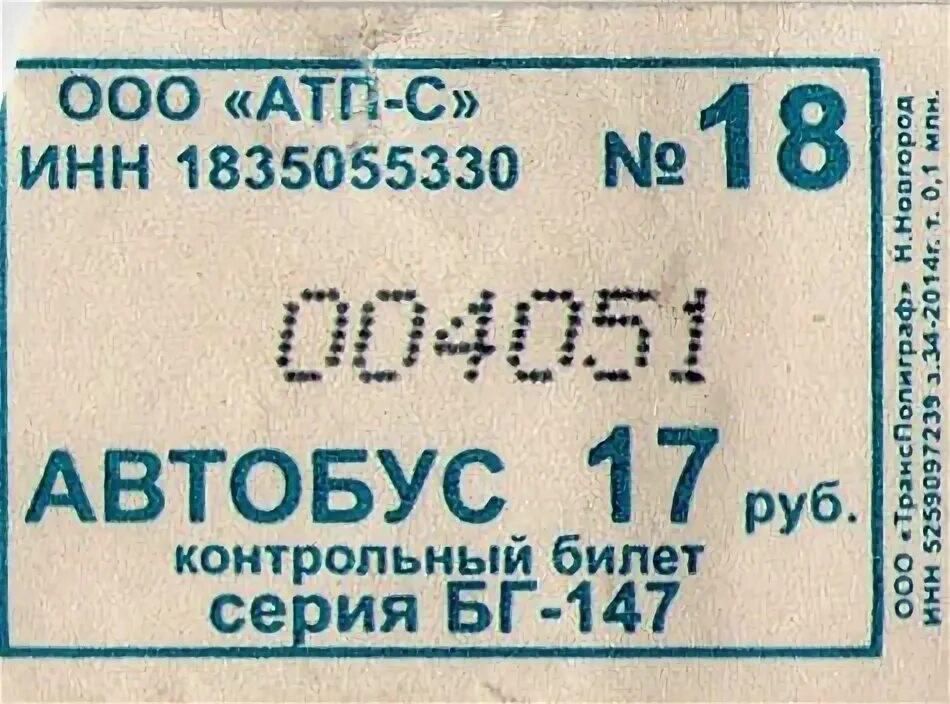 ООО «АТП-С»
ИНН 1835055330
№ 18
004051
АВТОБУС 17 руб.
контрольный билет
серия БГ-147
ООО «ТрансПолиграф» Н.Новгород
ИНН 5259097239 з.34-2014г. т. 0,1 млн.